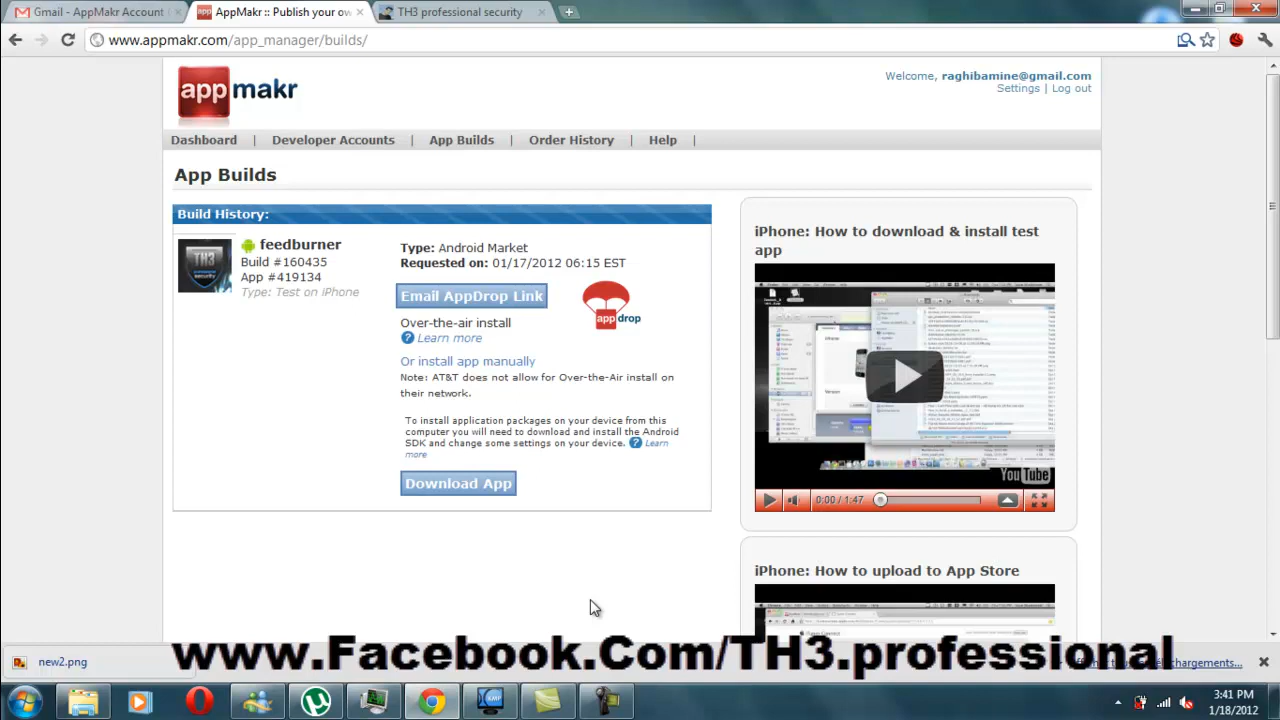 Gmail - AppMakr Account
AppMakr :: Publish your ow
TH3 professional security
www.appmakr.com/app_manager/builds/
appmakr
Welcome, raghibamine@gmail.com
Settings | Log out
Dashboard | Developer Accounts | App Builds | Order History | Help |
App Builds
Build History:
TH3
feedburner
Build #160435
App #419134
Type: Test on iPhone
Type: Android Market
Requested on: 01/17/2012 06:15 EST
Email AppDrop Link
app drop
Over-the-air install
? Learn more
Or install app manually
Note: AT&T does not allow for Over-the-Air install on
their network.
To install application packages on your device from this
computer you will need to download and install the Android
SDK and change some settings on your device. ? Learn
more
Download App
iPhone: How to download & install test
app
YouTube
0:00 / 1:47
iPhone: How to upload to App Store
www.Facebook.Com/TH3.professional
new2.png
3:41 PM
1/18/2012